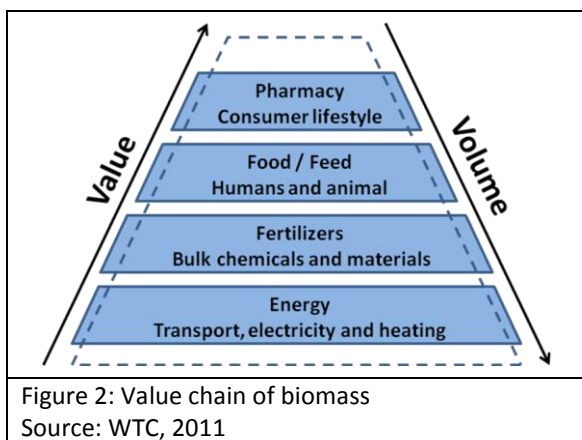 Value
Volume
Pharmacy
Consumer lifestyle
Food / Feed
Humans and animal
Fertilizers
Bulk chemicals and materials
Energy
Transport, electricity and heating
Figure 2: Value chain of biomass
Source: WTC, 2011